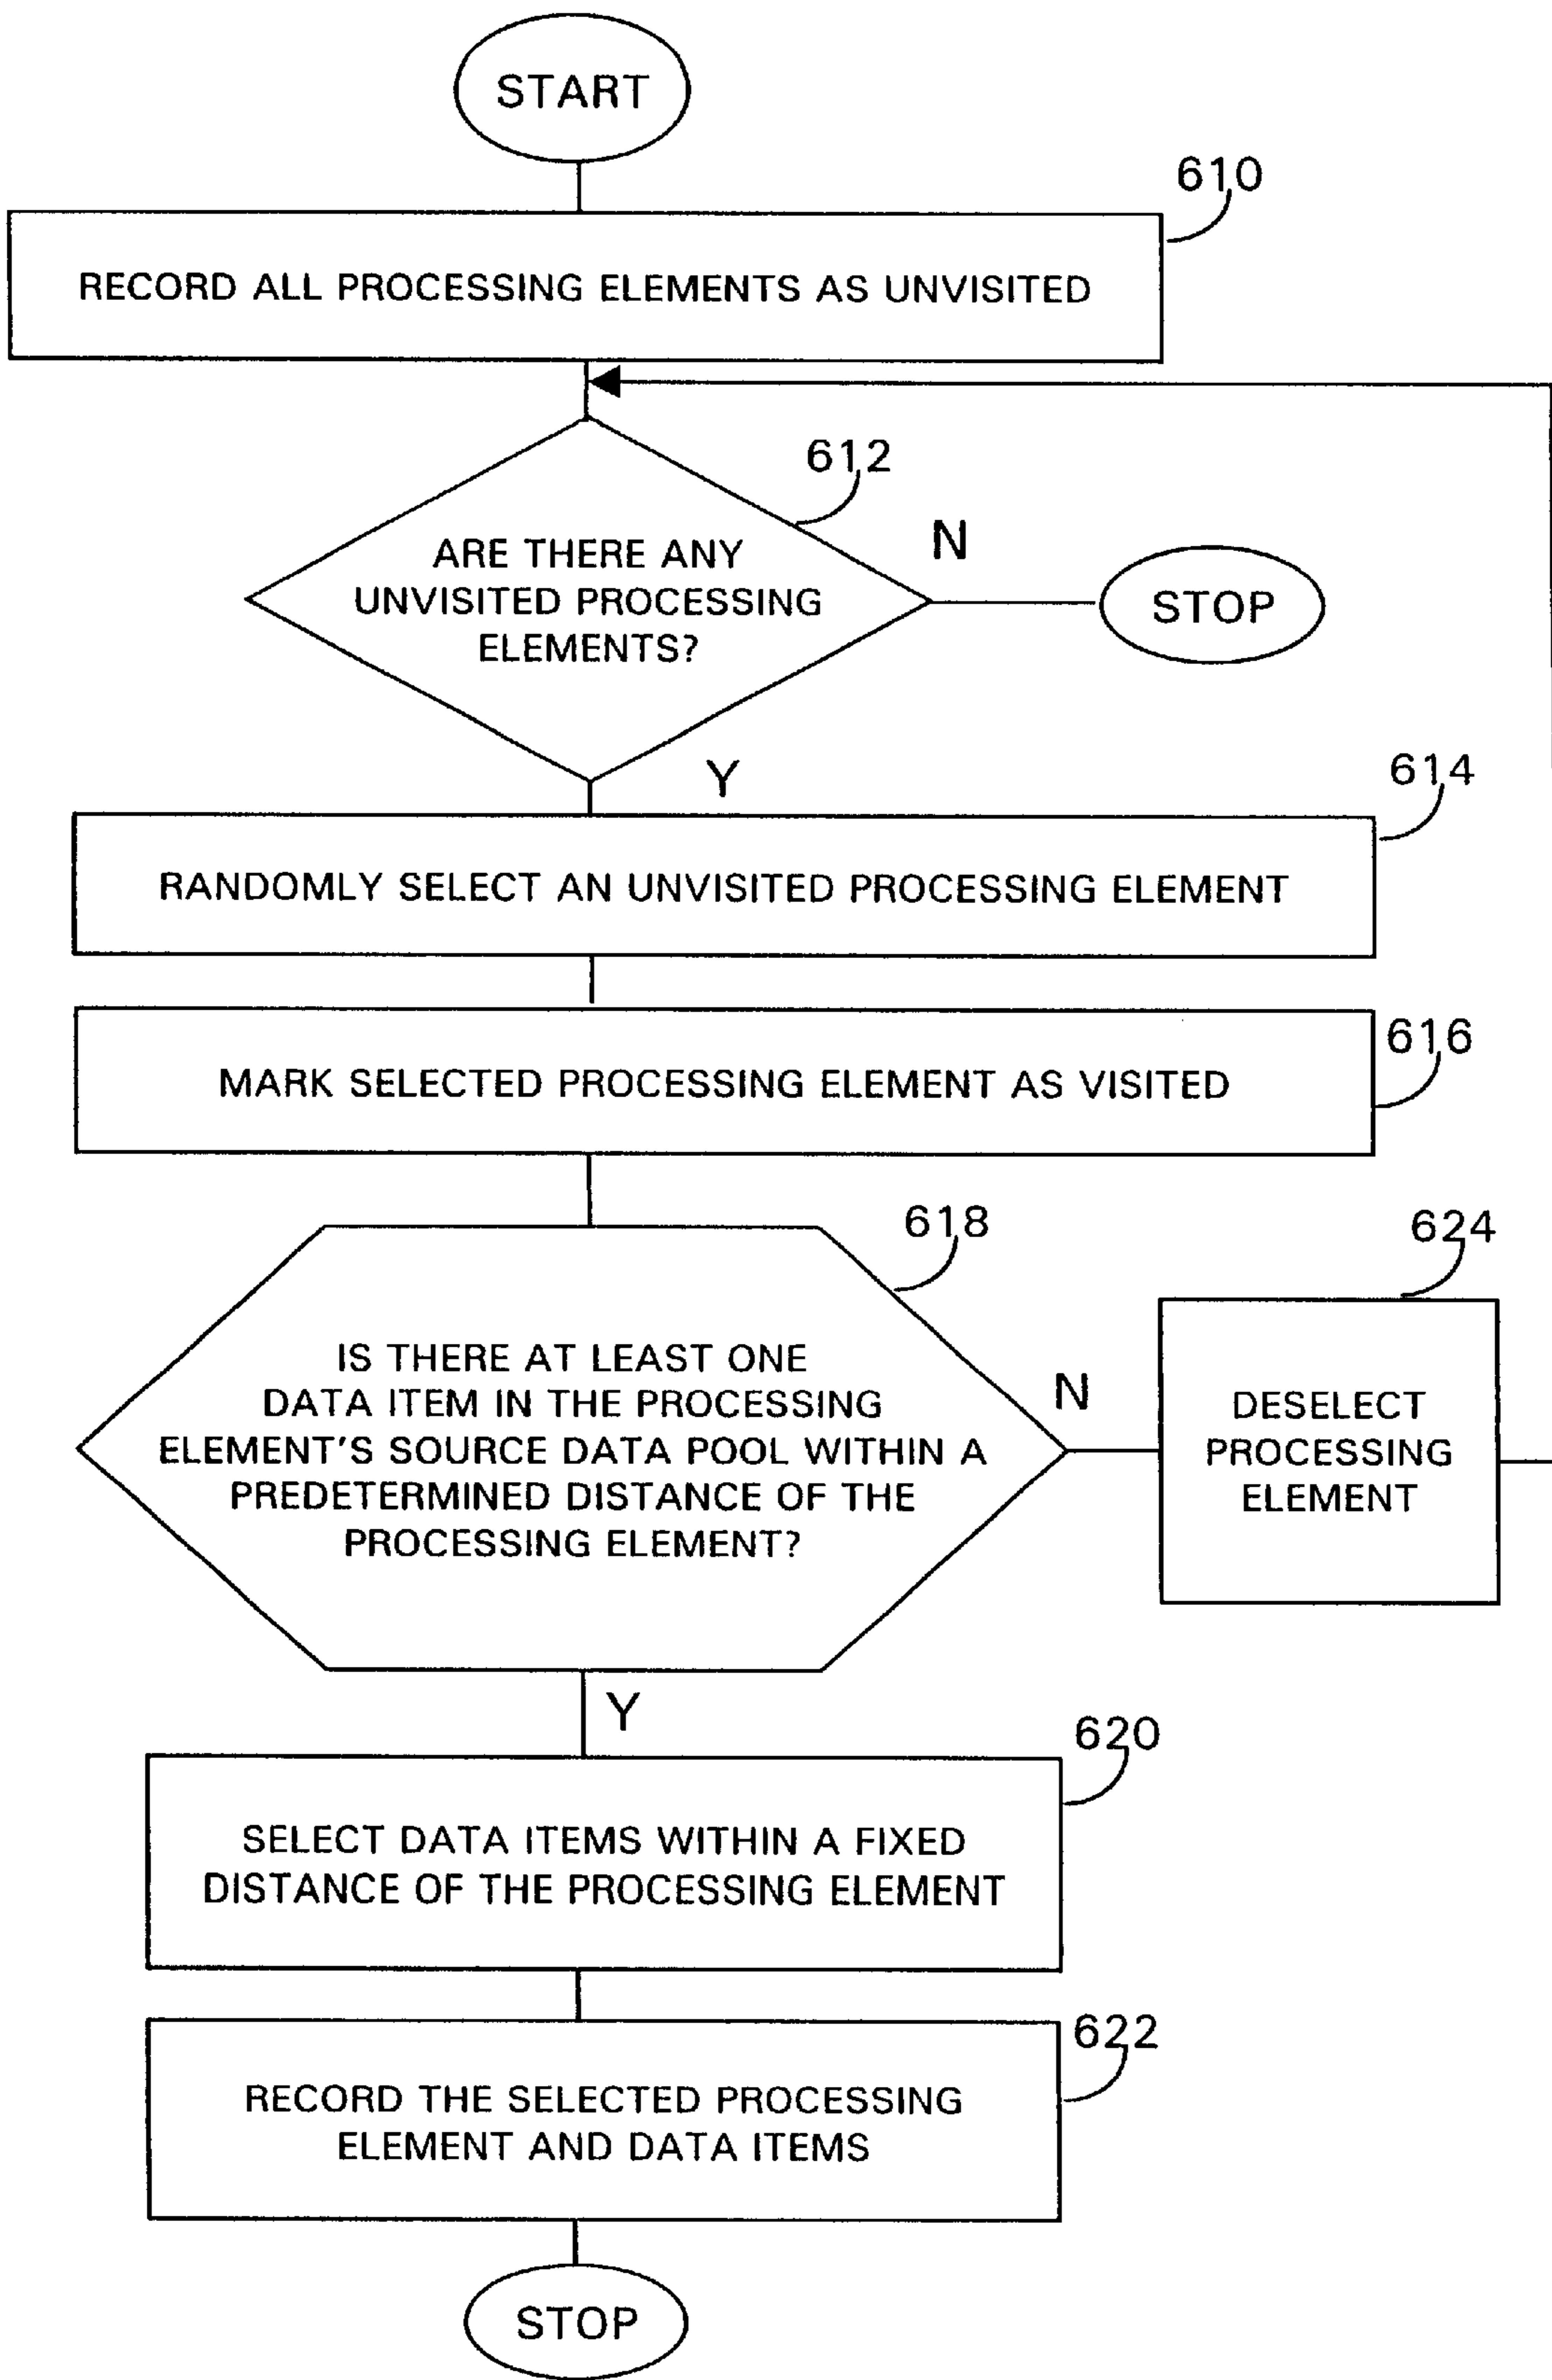 START
610
RECORD ALL PROCESSING ELEMENTS AS UNVISITED
612
ARE THERE ANY
UNVISITED PROCESSING
ELEMENTS?
N
STOP
Y
614
RANDOMLY SELECT AN UNVISITED PROCESSING ELEMENT
616
MARK SELECTED PROCESSING ELEMENT AS VISITED
618
IS THERE AT LEAST ONE
DATA ITEM IN THE PROCESSING
ELEMENT'S SOURCE DATA POOL WITHIN A
PREDETERMINED DISTANCE OF THE
PROCESSING ELEMENT?
N
624
DESELECT
PROCESSING
ELEMENT
Y
620
SELECT DATA ITEMS WITHIN A FIXED
DISTANCE OF THE PROCESSING ELEMENT
622
RECORD THE SELECTED PROCESSING
ELEMENT AND DATA ITEMS
STOP